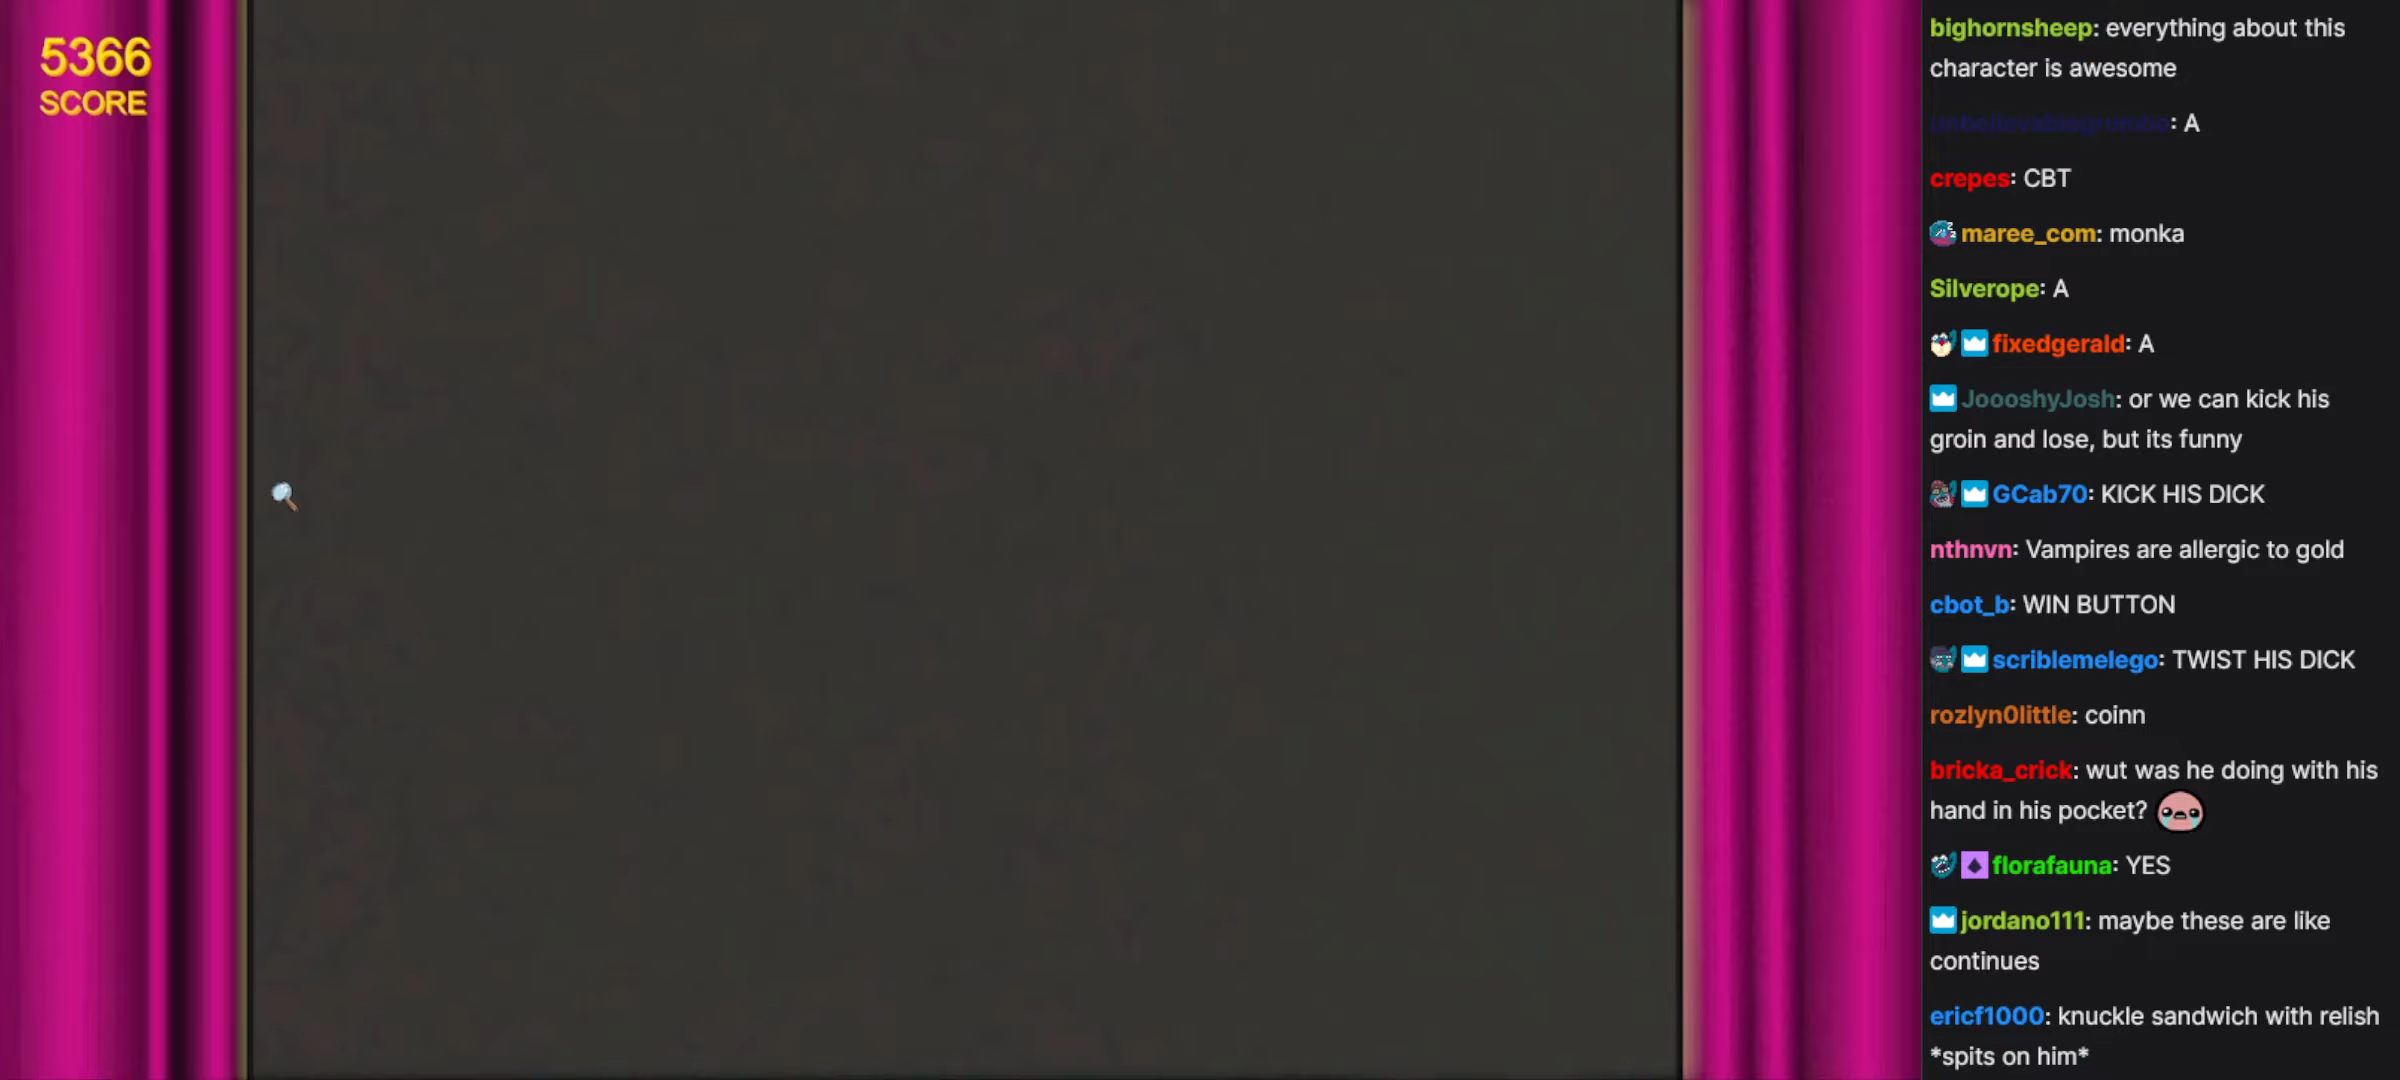 5366
SCORE
bighornsheep: everything about this
character is awesome
: A
crepes: CBT
maree_com: monka
Silverope: A
fixedgerald: A
JoooshyJosh: or we can kick his
groin and lose, but its funny
GCab70: KICK HIS DICK
nthnvn: Vampires are allergic to gold
cbot_b: WIN BUTTON
scriblemelego: TWIST HIS DICK
rozlyn0little: coinn
bricka_crick: wut was he doing with his
hand in his pocket?
florafauna: YES
jordano111: maybe these are like
continues
ericf1000: knuckle sandwich with relish
*spits on him*